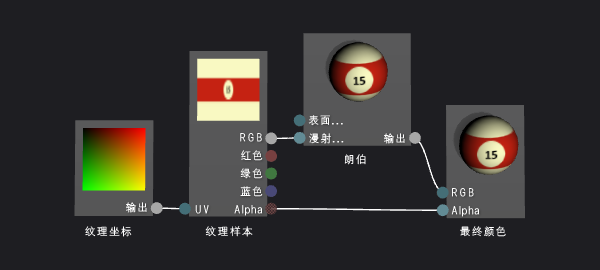 15
表面...
漫射... 输出
朗伯
RGB
红色
绿色
蓝色
UV Alpha
纹理样本
输出
纹理坐标
15
RGB
Alpha
最终颜色